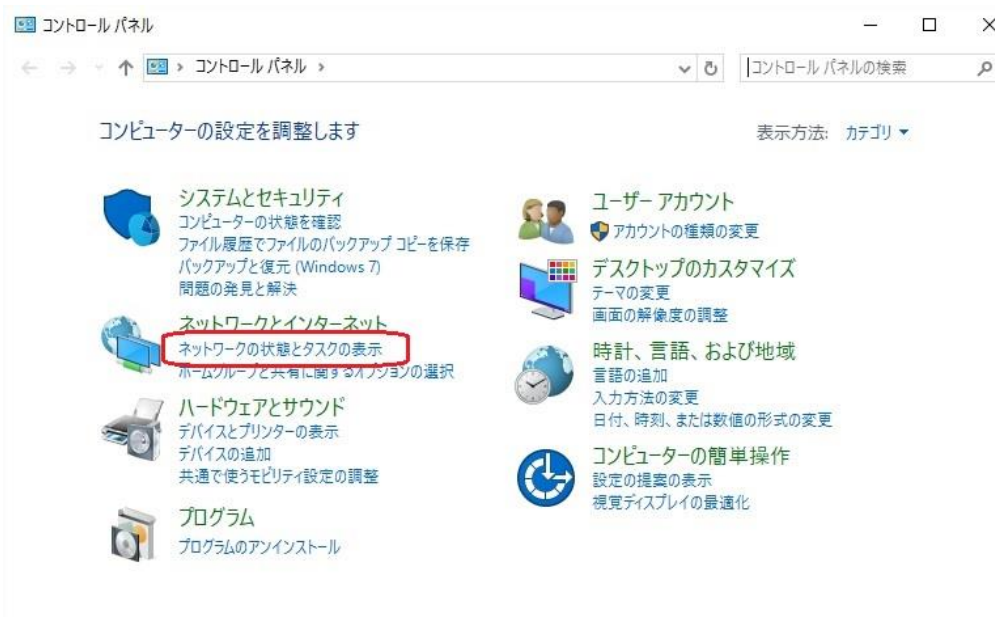 コントロール パネル
コントロール パネル
コントロール パネルの検索
コンピューターの設定を調整します
表示方法: カテゴリ
システムとセキュリティ
コンピューターの状態を確認
ファイル履歴でファイルのバックアップ コピーを保存
バックアップと復元 (Windows 7)
問題の発見と解決
ネットワークとインターネット
ネットワークの状態とタスクの表示
ホームグループと共有に関するオプションの選択
ハードウェアとサウンド
デバイスとプリンターの表示
デバイスの追加
共通で使うモビリティ設定の調整
プログラム
プログラムのアンインストール
ユーザー アカウント
アカウントの種類の変更
デスクトップのカスタマイズ
テーマの変更
画面の解像度の調整
時計、言語、および地域
言語の追加
入力方法の変更
日付、時刻、または数値の形式の変更
コンピューターの簡単操作
設定の提案の表示
視覚ディスプレイの最適化